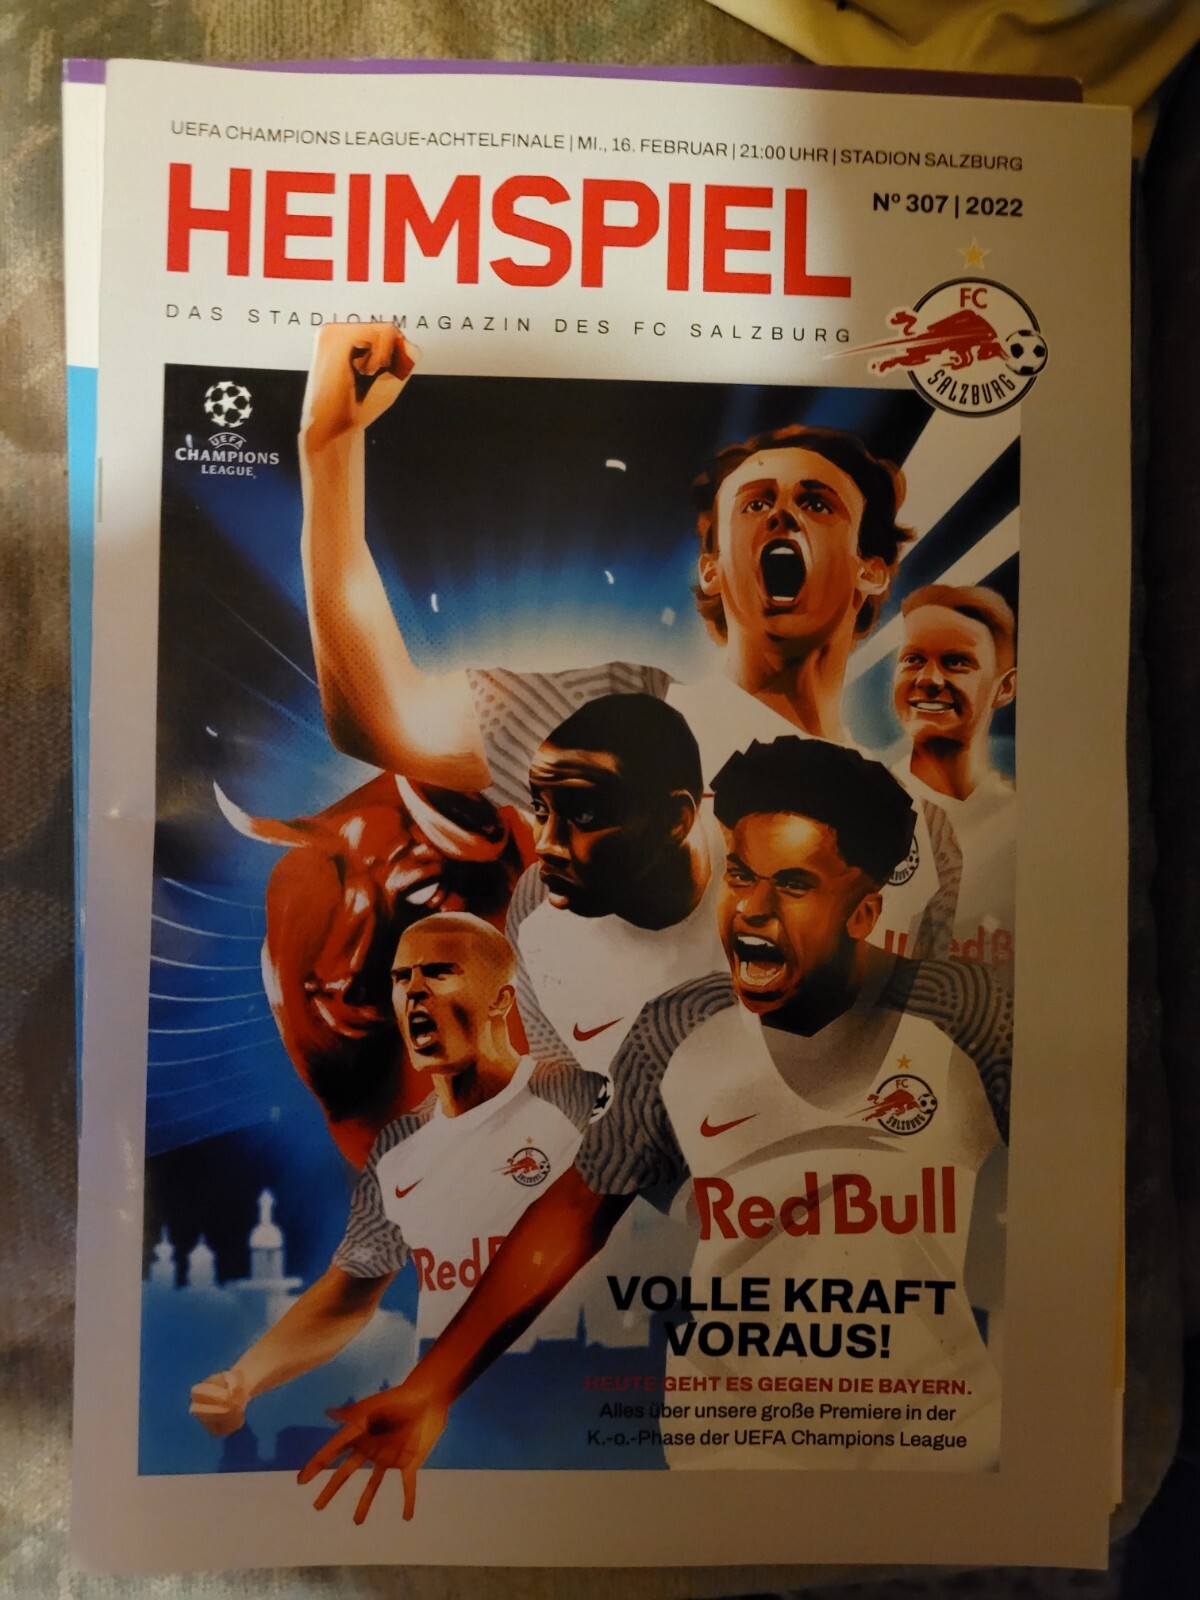 UEFA CHAMPIONS LEAGUE-ACHTELFINALE | MI., 16. FEBRUAR | 21:00 UHR | STADION SALZBURG
HEIMSPIEL
Nº 307 | 2022
DAS STADIONMAGAZIN DES FC SALZBURG
FC
SALZBURG
UEFA
CHAMPIONS
LEAGUE
FC
SALZBURG
Red Bull
Red B
VOLLE KRAFT
VORAUS!
HEUTE GEHT ES GEGEN DIE BAYERN.
Alles über unsere große Premiere in der
K.-o.-Phase der UEFA Champions League